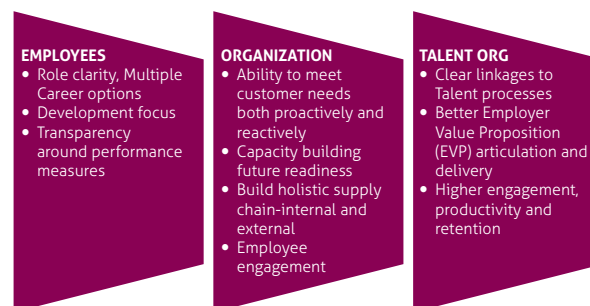 EMPLOYEES
• Role clarity, Multiple
Career options
• Development focus
• Transparency
around performance
measures
ORGANIZATION
• Ability to meet
customer needs
both proactively and
reactively
• Capacity building
future readiness
• Build holistic supply
chain-internal and
external
• Employee
engagement
TALENT ORG
• Clear linkages to
Talent processes
• Better Employer
Value Proposition
(EVP) articulation and
delivery
• Higher engagement,
productivity and
retention